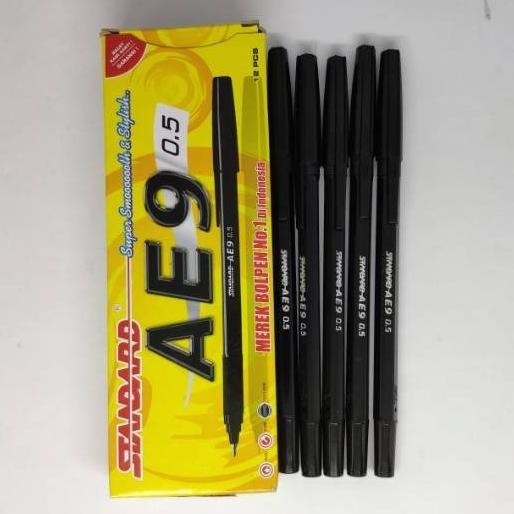 STANDARD®
Super Smooooooth & Stylish..
AE9 0.5
MEREK BOLPEN NO.1 DI Indonesia
12 PCS
STANDARD AE9 0.5
STANDARD AE9 0.5
STANDARD AE9 0.5
STANDARD AE9 0.5
STANDARD AE9 0.5
STANDARD AE9 0.5